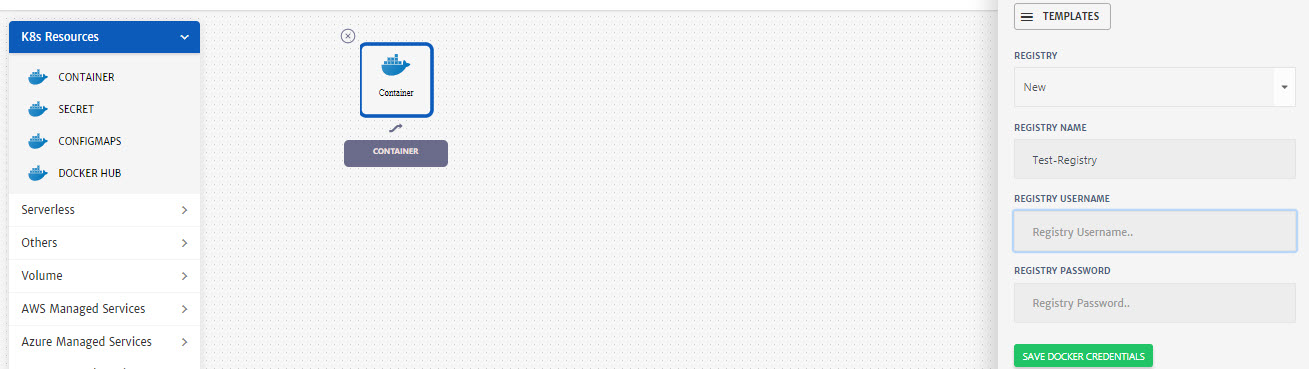 K8s Resources
CONTAINER
SECRET
CONFIGMAPS
DOCKER HUB
Serverless
Others
Volume
AWS Managed Services
Azure Managed Services
Container
CONTAINER
TEMPLATES
REGISTRY
New
REGISTRY NAME
Test-Registry
REGISTRY USERNAME
Registry Username..
REGISTRY PASSWORD
Registry Password..
SAVE DOCKER CREDENTIALS